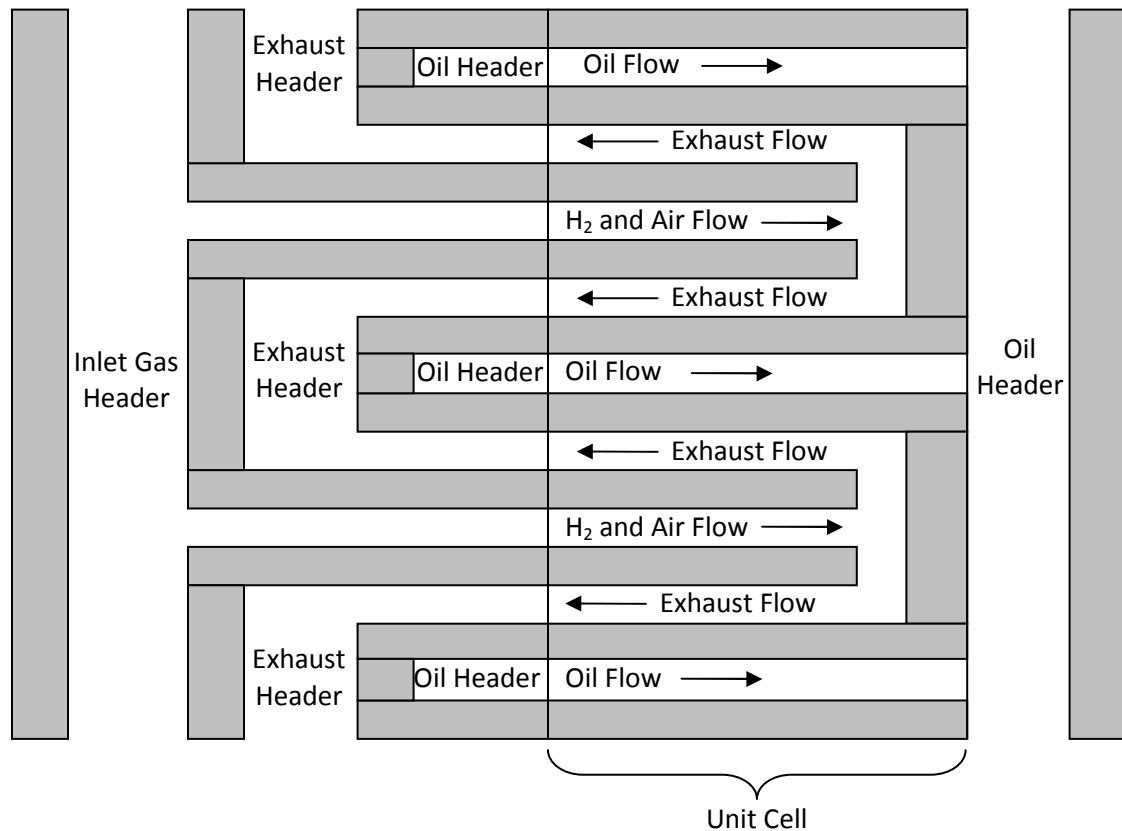 Exhaust
Header
Oil Header
Oil Flow
Exhaust Flow
H₂ and Air Flow
Exhaust Flow
Inlet Gas
Header
Exhaust
Header
Oil Header
Oil Flow
Oil
Header
Exhaust Flow
H₂ and Air Flow
Exhaust Flow
Exhaust
Header
Oil Header
Oil Flow
Unit Cell